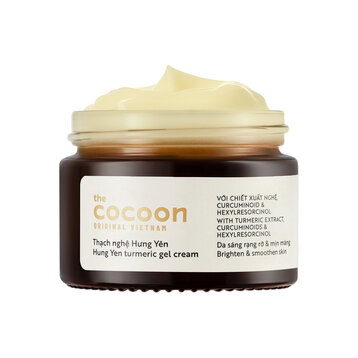 the
cocoon
ORIGINAL VIETNAM
Thạch nghệ Hưng Yên
Hung Yen turmeric gel cream
VỚI CHIẾT XUẤT NGHỆ,
CURCUMINOID &
HEXYLRESORCINOL
WITH TURMERIC EXTRACT,
CURCUMINOIDS &
HEXYLRESORCINOL
Da sáng rạng rỡ & mịn màng
Brighten & smoothen skin